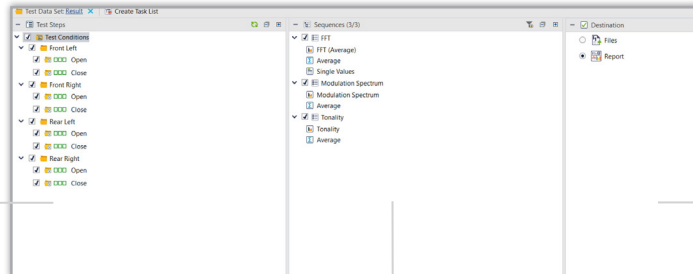 Test Data Set: Result Create Task List
Test Steps
Test Conditions
Front Left
Open
Close
Front Right
Open
Close
Rear Left
Open
Close
Rear Right
Open
Close
Sequences (3/3)
FFT
FFT (Average)
Average
Single Values
Modulation Spectrum
Modulation Spectrum
Average
Tonality
Tonality
Average
Destination
Files
Report